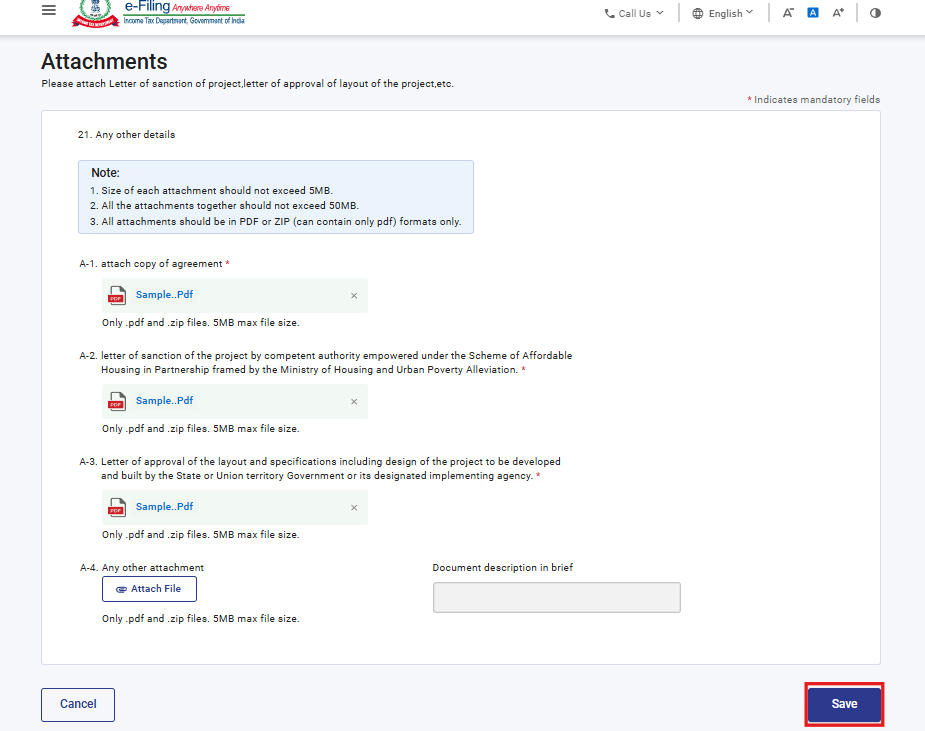 e-Filing Anywhere Anytime
Income Tax Department, Government of India
Call Us
English
A-
A
A+
Attachments
Please attach Letter of sanction of project,letter of approval of layout of the project,etc.
* Indicates mandatory fields
21. Any other details
Note:
1. Size of each attachment should not exceed 5MB.
2. All the attachments together should not exceed 50MB.
3. All attachments should be in PDF or ZIP (can contain only pdf) formats only.
A-1. attach copy of agreement *
PDF Sample..Pdf ×
Only .pdf and .zip files. 5MB max file size.
A-2. letter of sanction of the project by competent authority empowered under the Scheme of Affordable
Housing in Partnership framed by the Ministry of Housing and Urban Poverty Alleviation. *
PDF Sample..Pdf ×
Only .pdf and .zip files. 5MB max file size.
A-3. Letter of approval of the layout and specifications including design of the project to be developed
and built by the State or Union territory Government or its designated implementing agency. *
PDF Sample..Pdf ×
Only .pdf and .zip files. 5MB max file size.
A-4. Any other attachment
Attach File
Only .pdf and .zip files. 5MB max file size.
Document description in brief
Cancel
Save